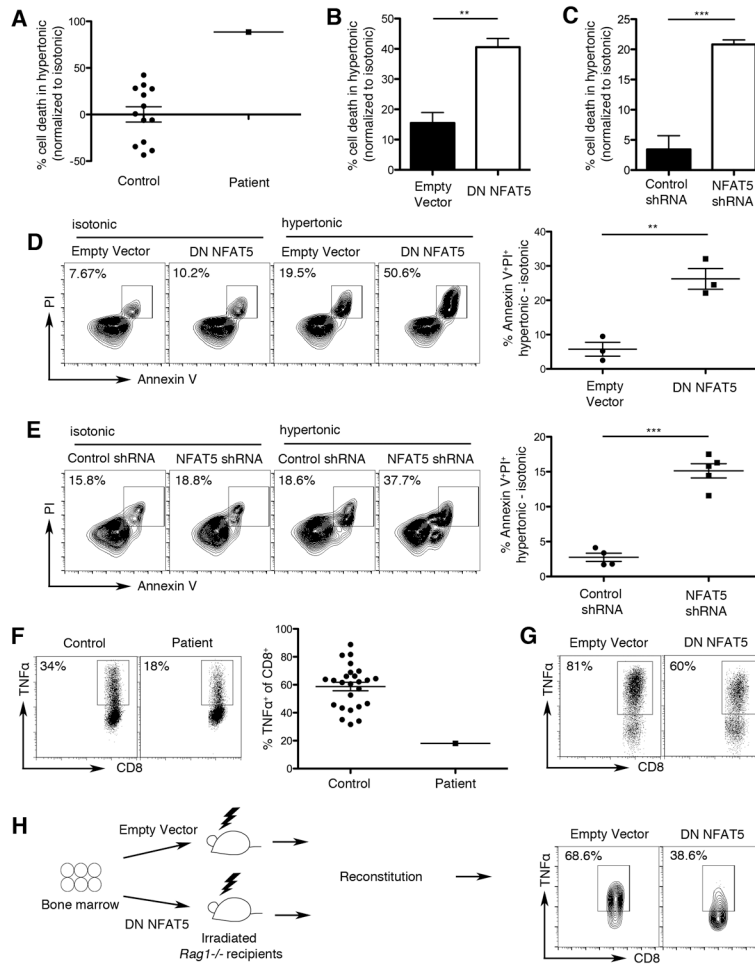 A
% cell death in hypertonic
(normalized to isotonic)
100
50
0
-50
Control
Patient
B
% cell death in hypertonic
(normalized to isotonic)
50
40
30
20
10
0
**
Empty
Vector
DN NFAT5
C
% cell death in hypertonic
(normalized to isotonic)
25
20
15
10
5
0
***
Control
shRNA
NFAT5
shRNA
D
isotonic
hypertonic
Empty Vector
DN NFAT5
Empty Vector
DN NFAT5
7.67%
10.2%
19.5%
50.6%
PI
Annexin V
% Annexin V⁺PI⁺
hypertonic - isotonic
40
30
20
10
0
**
Empty
Vector
DN NFAT5
E
isotonic
hypertonic
Control shRNA
NFAT5 shRNA
Control shRNA
NFAT5 shRNA
15.8%
18.8%
18.6%
37.7%
PI
Annexin V
% Annexin V⁺PI⁺
hypertonic - isotonic
20
15
10
5
0
***
Control
shRNA
NFAT5
shRNA
F
Control
Patient
34%
18%
TNFα
CD8
% TNFα⁺ of CD8⁺
100
80
60
40
20
0
Control
Patient
G
Empty Vector
DN NFAT5
81%
60%
TNFα
CD8
H
Empty Vector
Bone marrow
DN NFAT5
Irradiated
Rag1-/- recipients
Reconstitution
Empty Vector
DN NFAT5
68.6%
38.6%
TNFα
CD8